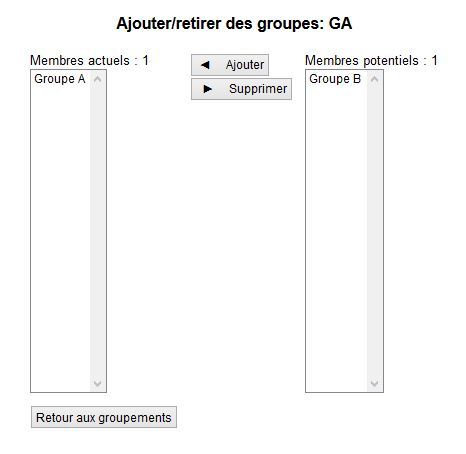 Ajouter/retirer des groupes: GA
Membres actuels : 1
Groupe A
◄ Ajouter
► Supprimer
Membres potentiels : 1
Groupe B
Retour aux groupements